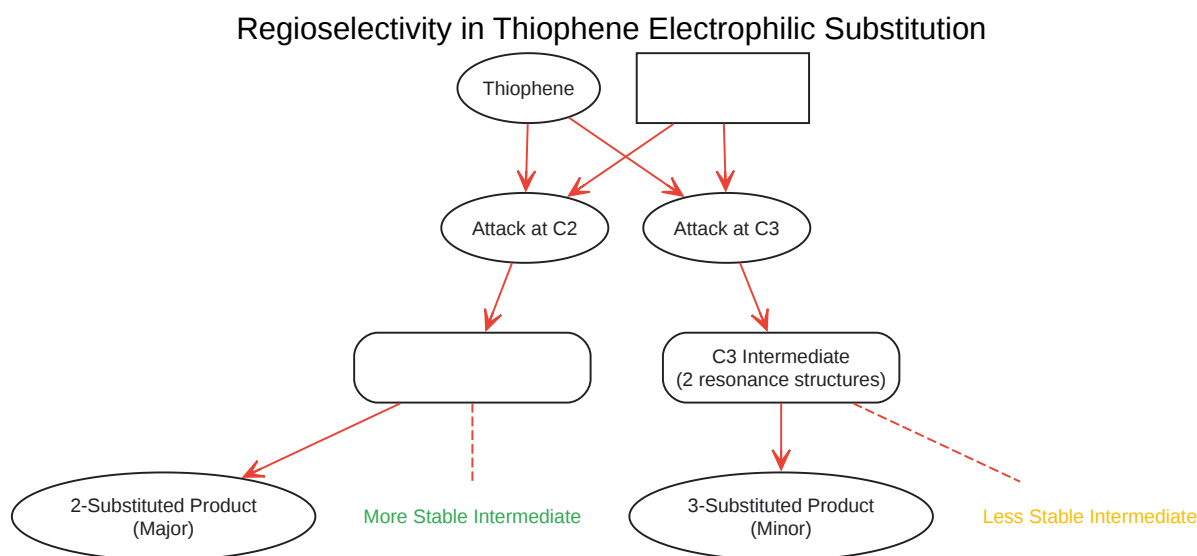 Regioselectivity in Thiophene Electrophilic Substitution
Thiophene
Attack at C2
Attack at C3
C3 Intermediate
(2 resonance structures)
2-Substituted Product
(Major)
More Stable Intermediate
3-Substituted Product
(Minor)
Less Stable Intermediate